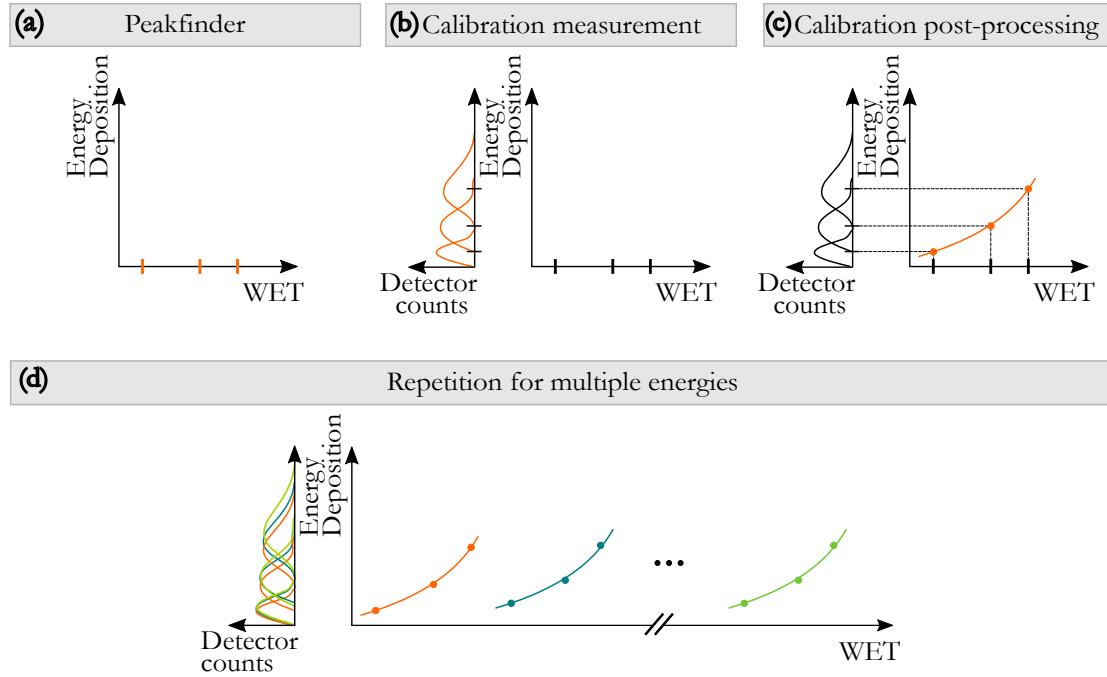 (a) Peakfinder
Energy
Deposition
WET
(b) Calibration measurement
Energy
Deposition
Detector
counts
WET
(c) Calibration post-processing
Energy
Deposition
Detector
counts
WET
(d) Repetition for multiple energies
Energy
Deposition
...
Detector
counts
WET